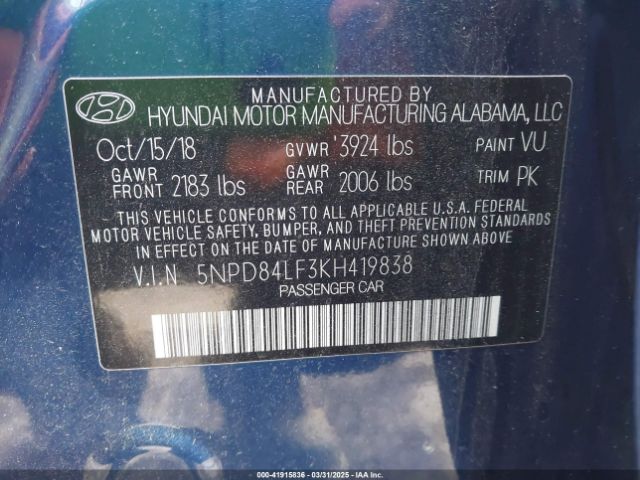 MANUFACTURED BY
HYUNDAI MOTOR MANUFACTURING ALABAMA, LLC
Oct/15/18 GVWR 3924 lbs PAINT VU
GAWR FRONT 2183 lbs GAWR REAR 2006 lbs TRIM PK
THIS VEHICLE CONFORMS TO ALL APPLICABLE U.S.A. FEDERAL
MOTOR VEHICLE SAFETY, BUMPER, AND THEFT PREVENTION STANDARDS
IN EFFECT ON THE DATE OF MANUFACTURE SHOWN ABOVE.
V.I.N 5NPD84LF3KH419838
PASSENGER CAR
000-41915836 - 03/31/2025 - IAA Inc.